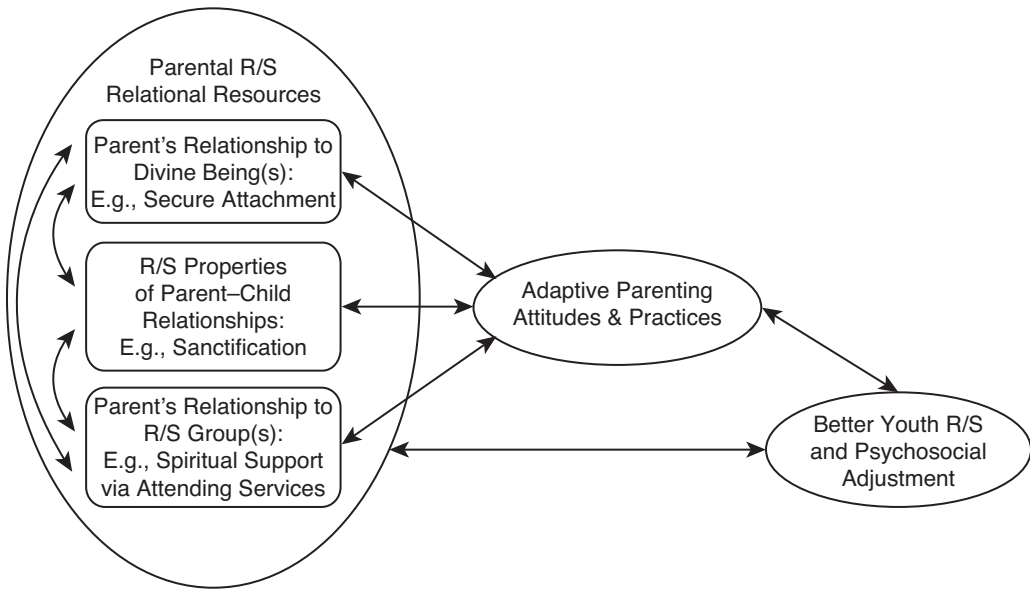 Parental R/S
Relational Resources
Parent’s Relationship to
Divine Being(s):
E.g., Secure Attachment
R/S Properties
of Parent–Child
Relationships:
E.g., Sanctification
Parent’s Relationship to
R/S Group(s):
E.g., Spiritual Support
via Attending Services
Adaptive Parenting
Attitudes & Practices
Better Youth R/S
and Psychosocial
Adjustment